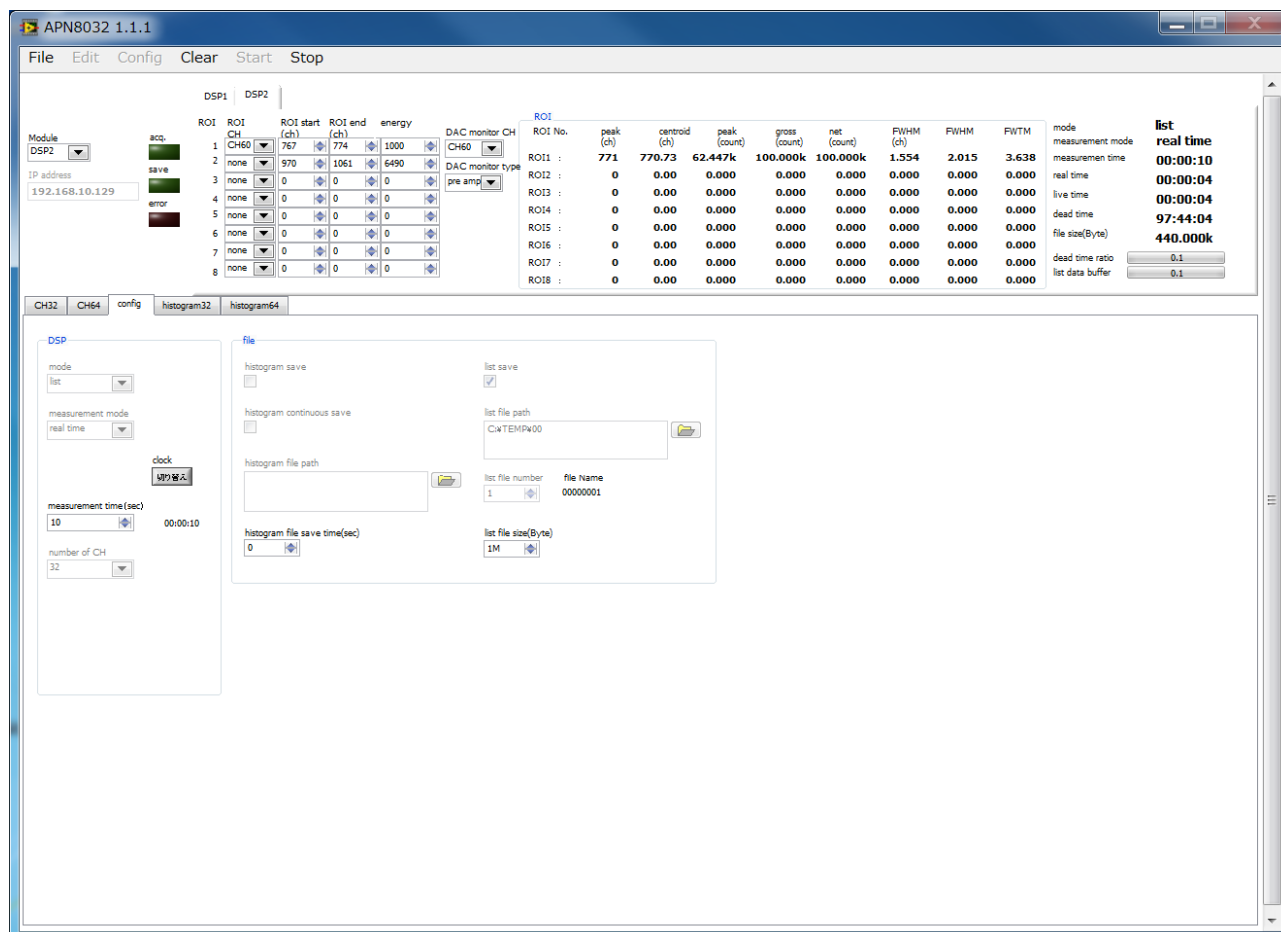 APN8032 1.1.1
File Edit Config Clear Start Stop
DSP1 DSP2
Module
DSP2
IP address
192.168.10.129
acq.
save
error
ROI ROI CH ROI start (ch) ROI end (ch) energy
1 CH60 767 774 1000
2 none 970 1061 6490
3 none 0 0 0
4 none 0 0 0
5 none 0 0 0
6 none 0 0 0
7 none 0 0 0
8 none 0 0 0
DAC monitor CH
CH60
DAC monitor type
pre amp
ROI
ROI No. peak (ch) centroid (ch) peak (count) gross (count) net (count) FWHM (ch) FWHM FWTM
ROI1 : 771 770.73 62.447k 100.000k 100.000k 1.554 2.015 3.638
ROI2 : 0 0.00 0.000 0.000 0.000 0.000 0.000 0.000
ROI3 : 0 0.00 0.000 0.000 0.000 0.000 0.000 0.000
ROI4 : 0 0.00 0.000 0.000 0.000 0.000 0.000 0.000
ROI5 : 0 0.00 0.000 0.000 0.000 0.000 0.000 0.000
ROI6 : 0 0.00 0.000 0.000 0.000 0.000 0.000 0.000
ROI7 : 0 0.00 0.000 0.000 0.000 0.000 0.000 0.000
ROI8 : 0 0.00 0.000 0.000 0.000 0.000 0.000 0.000
mode list
measurement mode real time
measuremen time 00:00:10
real time 00:00:04
live time 00:00:04
dead time 97:44:04
file size(Byte) 440.000k
dead time ratio 0.1
list data buffer 0.1
CH32 CH64 config histogram32 histogram64
DSP
mode
list
measurement mode
real time
clock
切り替え
measurement time(sec)
10 00:00:10
number of CH
32
file
histogram save
histogram continuous save
histogram file path
histogram file save time(sec)
0
list save
list file path
C:¥TEMP¥00
list file number file Name
1 00000001
list file size(Byte)
1M